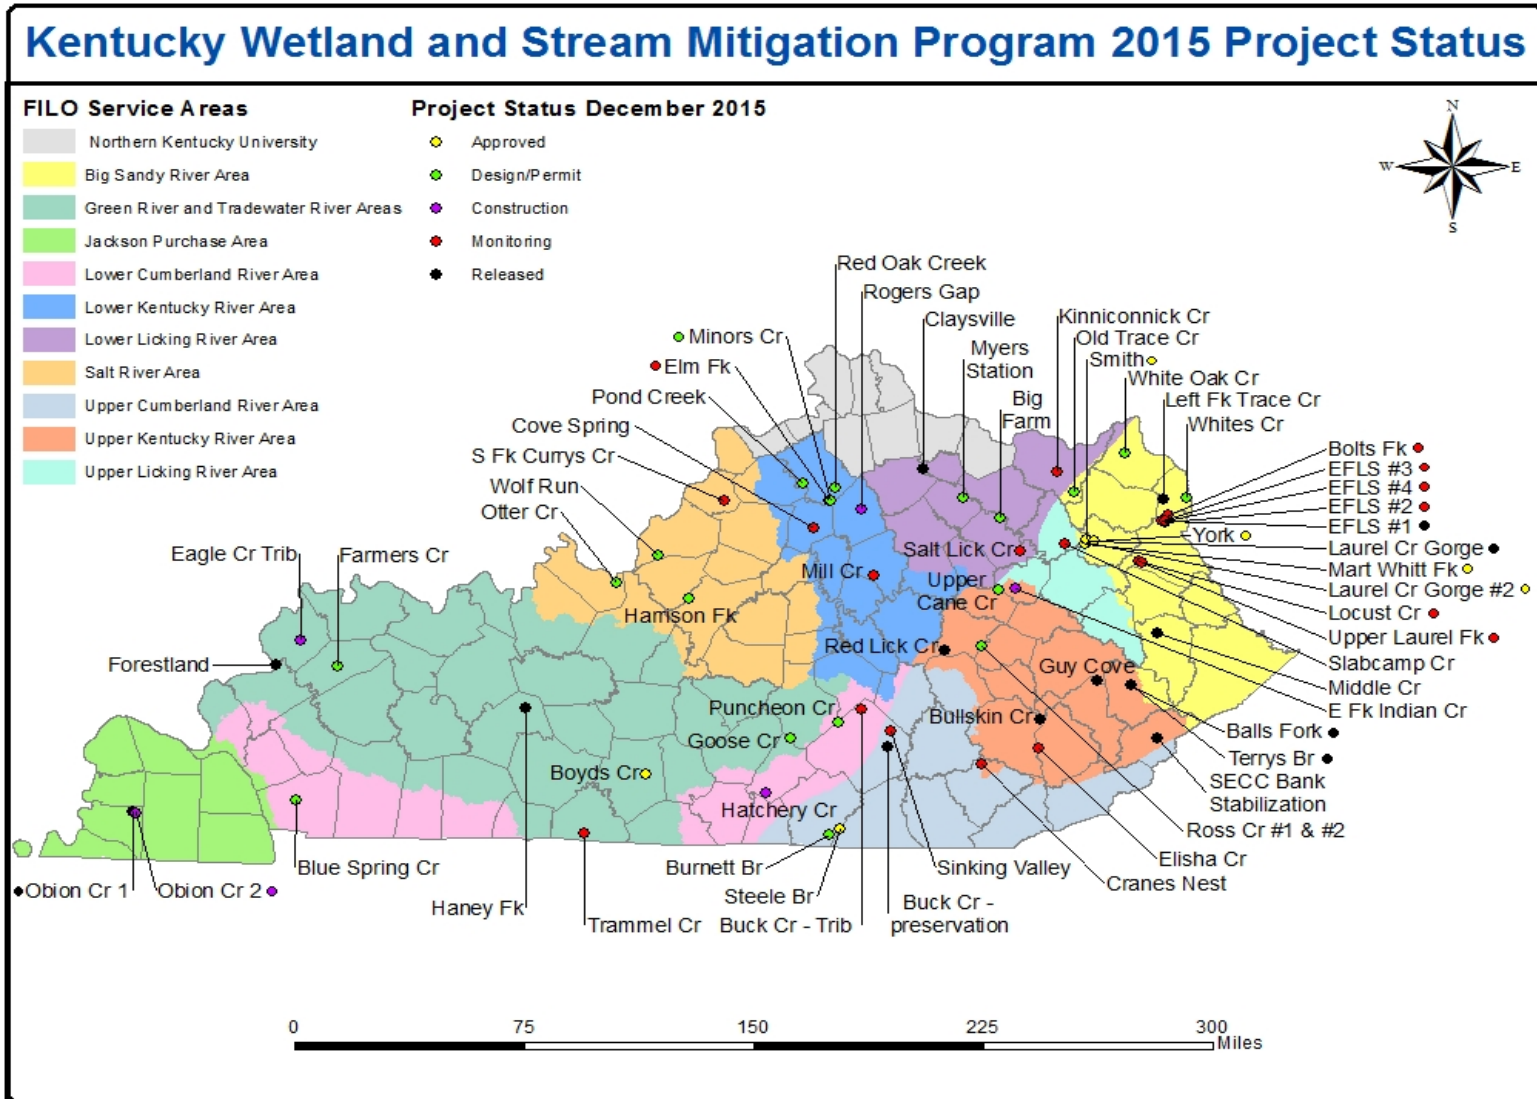 Kentucky Wetland and Stream Mitigation Program 2015 Project Status
FILO Service Areas
Northern Kentucky University
Big Sandy River Area
Green River and Tradewater River Areas
Jackson Purchase Area
Lower Cumberland River Area
Lower Kentucky River Area
Lower Licking River Area
Salt River Area
Upper Cumberland River Area
Upper Kentucky River Area
Upper Licking River Area
Project Status December 2015
Approved
Design/Permit
Construction
Monitoring
Released
N
W
E
S
Red Oak Creek
Rogers Gap
Claysville
Minors Cr
Elm Fk
Pond Creek
Cove Spring
S Fk Currys Cr
Wolf Run
Otter Cr
Myers
Station
Big
Farm
Kinniconnick Cr
Old Trace Cr
Smith
White Oak Cr
Left Fk Trace Cr
Whites Cr
Bolts Fk
EFLS #3
EFLS #4
EFLS #2
EFLS #1
York
Laurel Cr Gorge
Mart Whitt Fk
Laurel Cr Gorge #2
Locust Cr
Upper Laurel Fk
Slabcamp Cr
Middle Cr
E Fk Indian Cr
Balls Fork
Terrys Br
SECC Bank
Stabilization
Ross Cr #1 & #2
Elisha Cr
Cranes Nest
Eagle Cr Trib
Farmers Cr
Forestland
Harrison Fk
Mill Cr
Salt Lick Cr
Upper
Cane Cr
Red Lick Cr
Guy Cove
Bullskin Cr
Puncheon Cr
Goose Cr
Boyds Cr
Hatchery Cr
Blue Spring Cr
Obion Cr 1
Obion Cr 2
Haney Fk
Trammel Cr
Burnett Br
Steele Br
Buck Cr - Trib
Buck Cr -
preservation
Sinking Valley
0
75
150
225
300
Miles